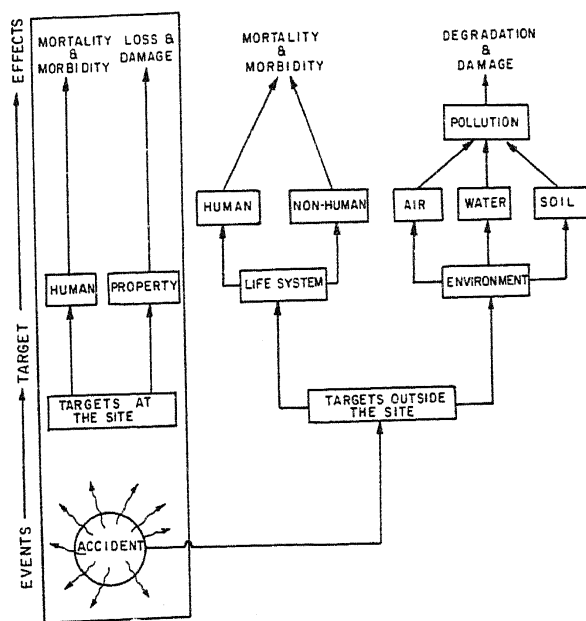 EFFECTS
TARGET
EVENTS
MORTALITY
&
MORBIDITY
LOSS &
DAMAGE
MORTALITY
&
MORBIDITY
DEGRADATION
&
DAMAGE
POLLUTION
HUMAN
NON-HUMAN
AIR
WATER
SOIL
HUMAN
PROPERTY
LIFE SYSTEM
ENVIRONMENT
TARGETS AT
THE SITE
TARGETS OUTSIDE
THE SITE
ACCIDENT